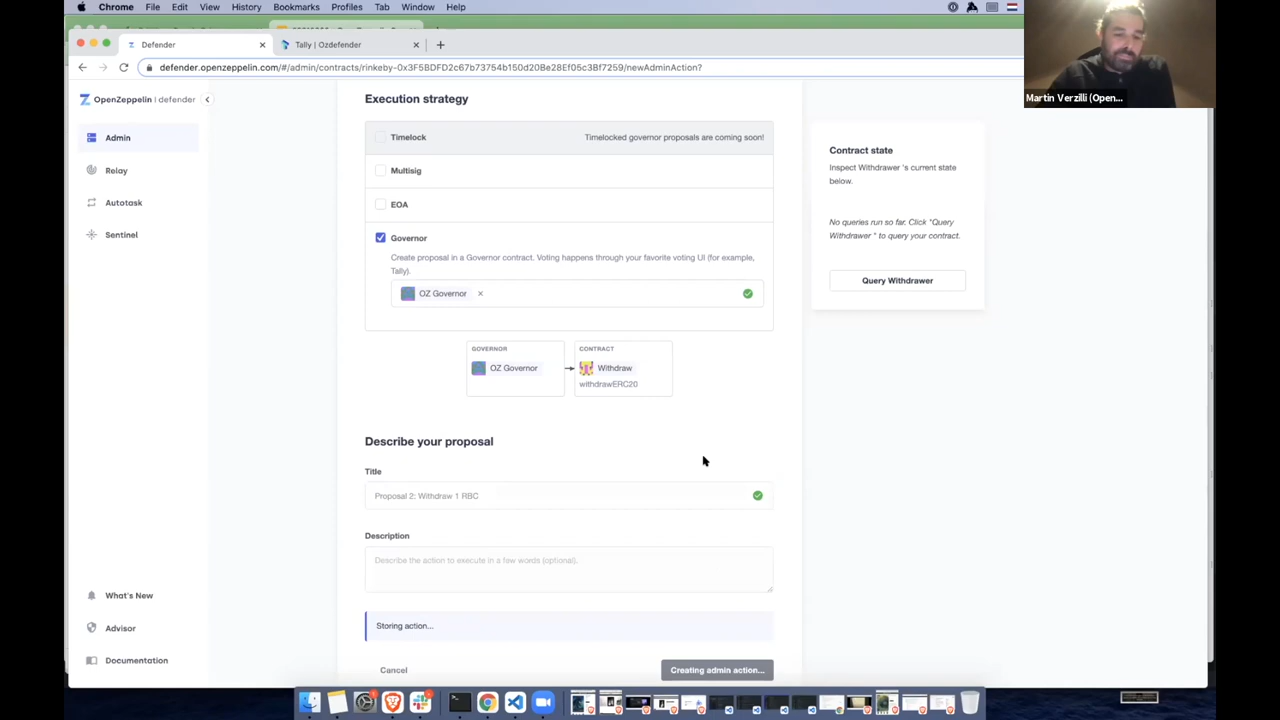 Chrome File Edit View History Bookmarks Profiles Tab Window Help
Defender
Tally | Ozdefender
defender.openzeppelin.com/#/admin/contracts/rinkeby-0x3F5BDFD2c67b73754b150d20Be28Ef05c3Bf7259/newAdminAction?
Martin Verzilli (Open...
OpenZeppelin | defender
Admin
Relay
Autotask
Sentinel
What's New
Advisor
Documentation
Execution strategy
Timelock
Timelocked governor proposals are coming soon!
Multisig
EOA
Governor
Create proposal in a Governor contract. Voting happens through your favorite voting UI (for example,
Tally).
OZ Governor
GOVERNOR
OZ Governor
CONTRACT
Withdraw
withdrawERC20
Describe your proposal
Title
Proposal 2: Withdraw 1 RBC
Description
Describe the action to execute in a few words (optional).
Storing action...
Cancel
Creating admin action...
Contract state
Inspect Withdrawer 's current state
below.
No queries run so far. Click "Query
Withdrawer " to query your contract.
Query Withdrawer